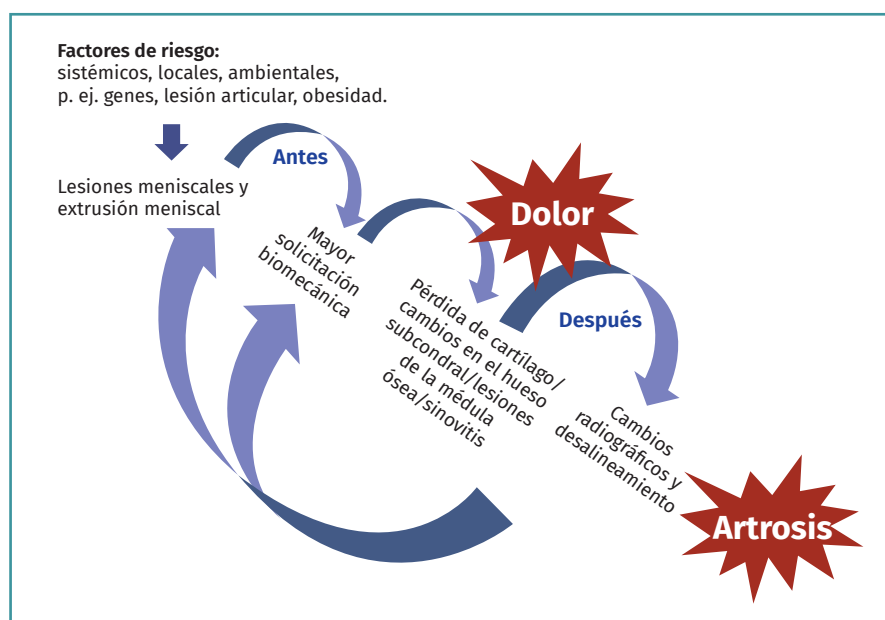 Factores de riesgo:
sistémicos, locales, ambientales,
p. ej. genes, lesión articular, obesidad.
Antes
Lesiones meniscales y
extrusión meniscal
Mayor
solicitación
biomecánica
Dolor
Pérdida de cartílago/
cambios en el hueso
subcondral/lesiones
de la médula
ósea/sinovitis
Después
Cambios
radiográficos y
desalineamiento
Artrosis